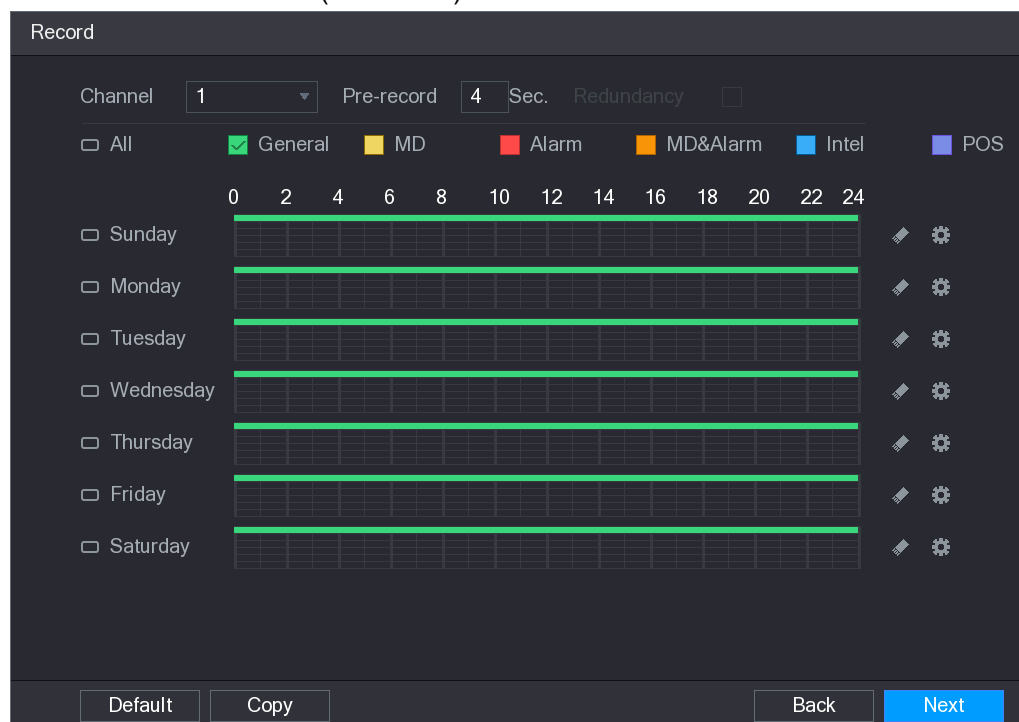 Record
Channel 1 Pre-record 4 Sec. Redundancy
All General MD Alarm MD&Alarm Intel POS
0 2 4 6 8 10 12 14 16 18 20 22 24
Sunday
Monday
Tuesday
Wednesday
Thursday
Friday
Saturday
Default Copy Back Next